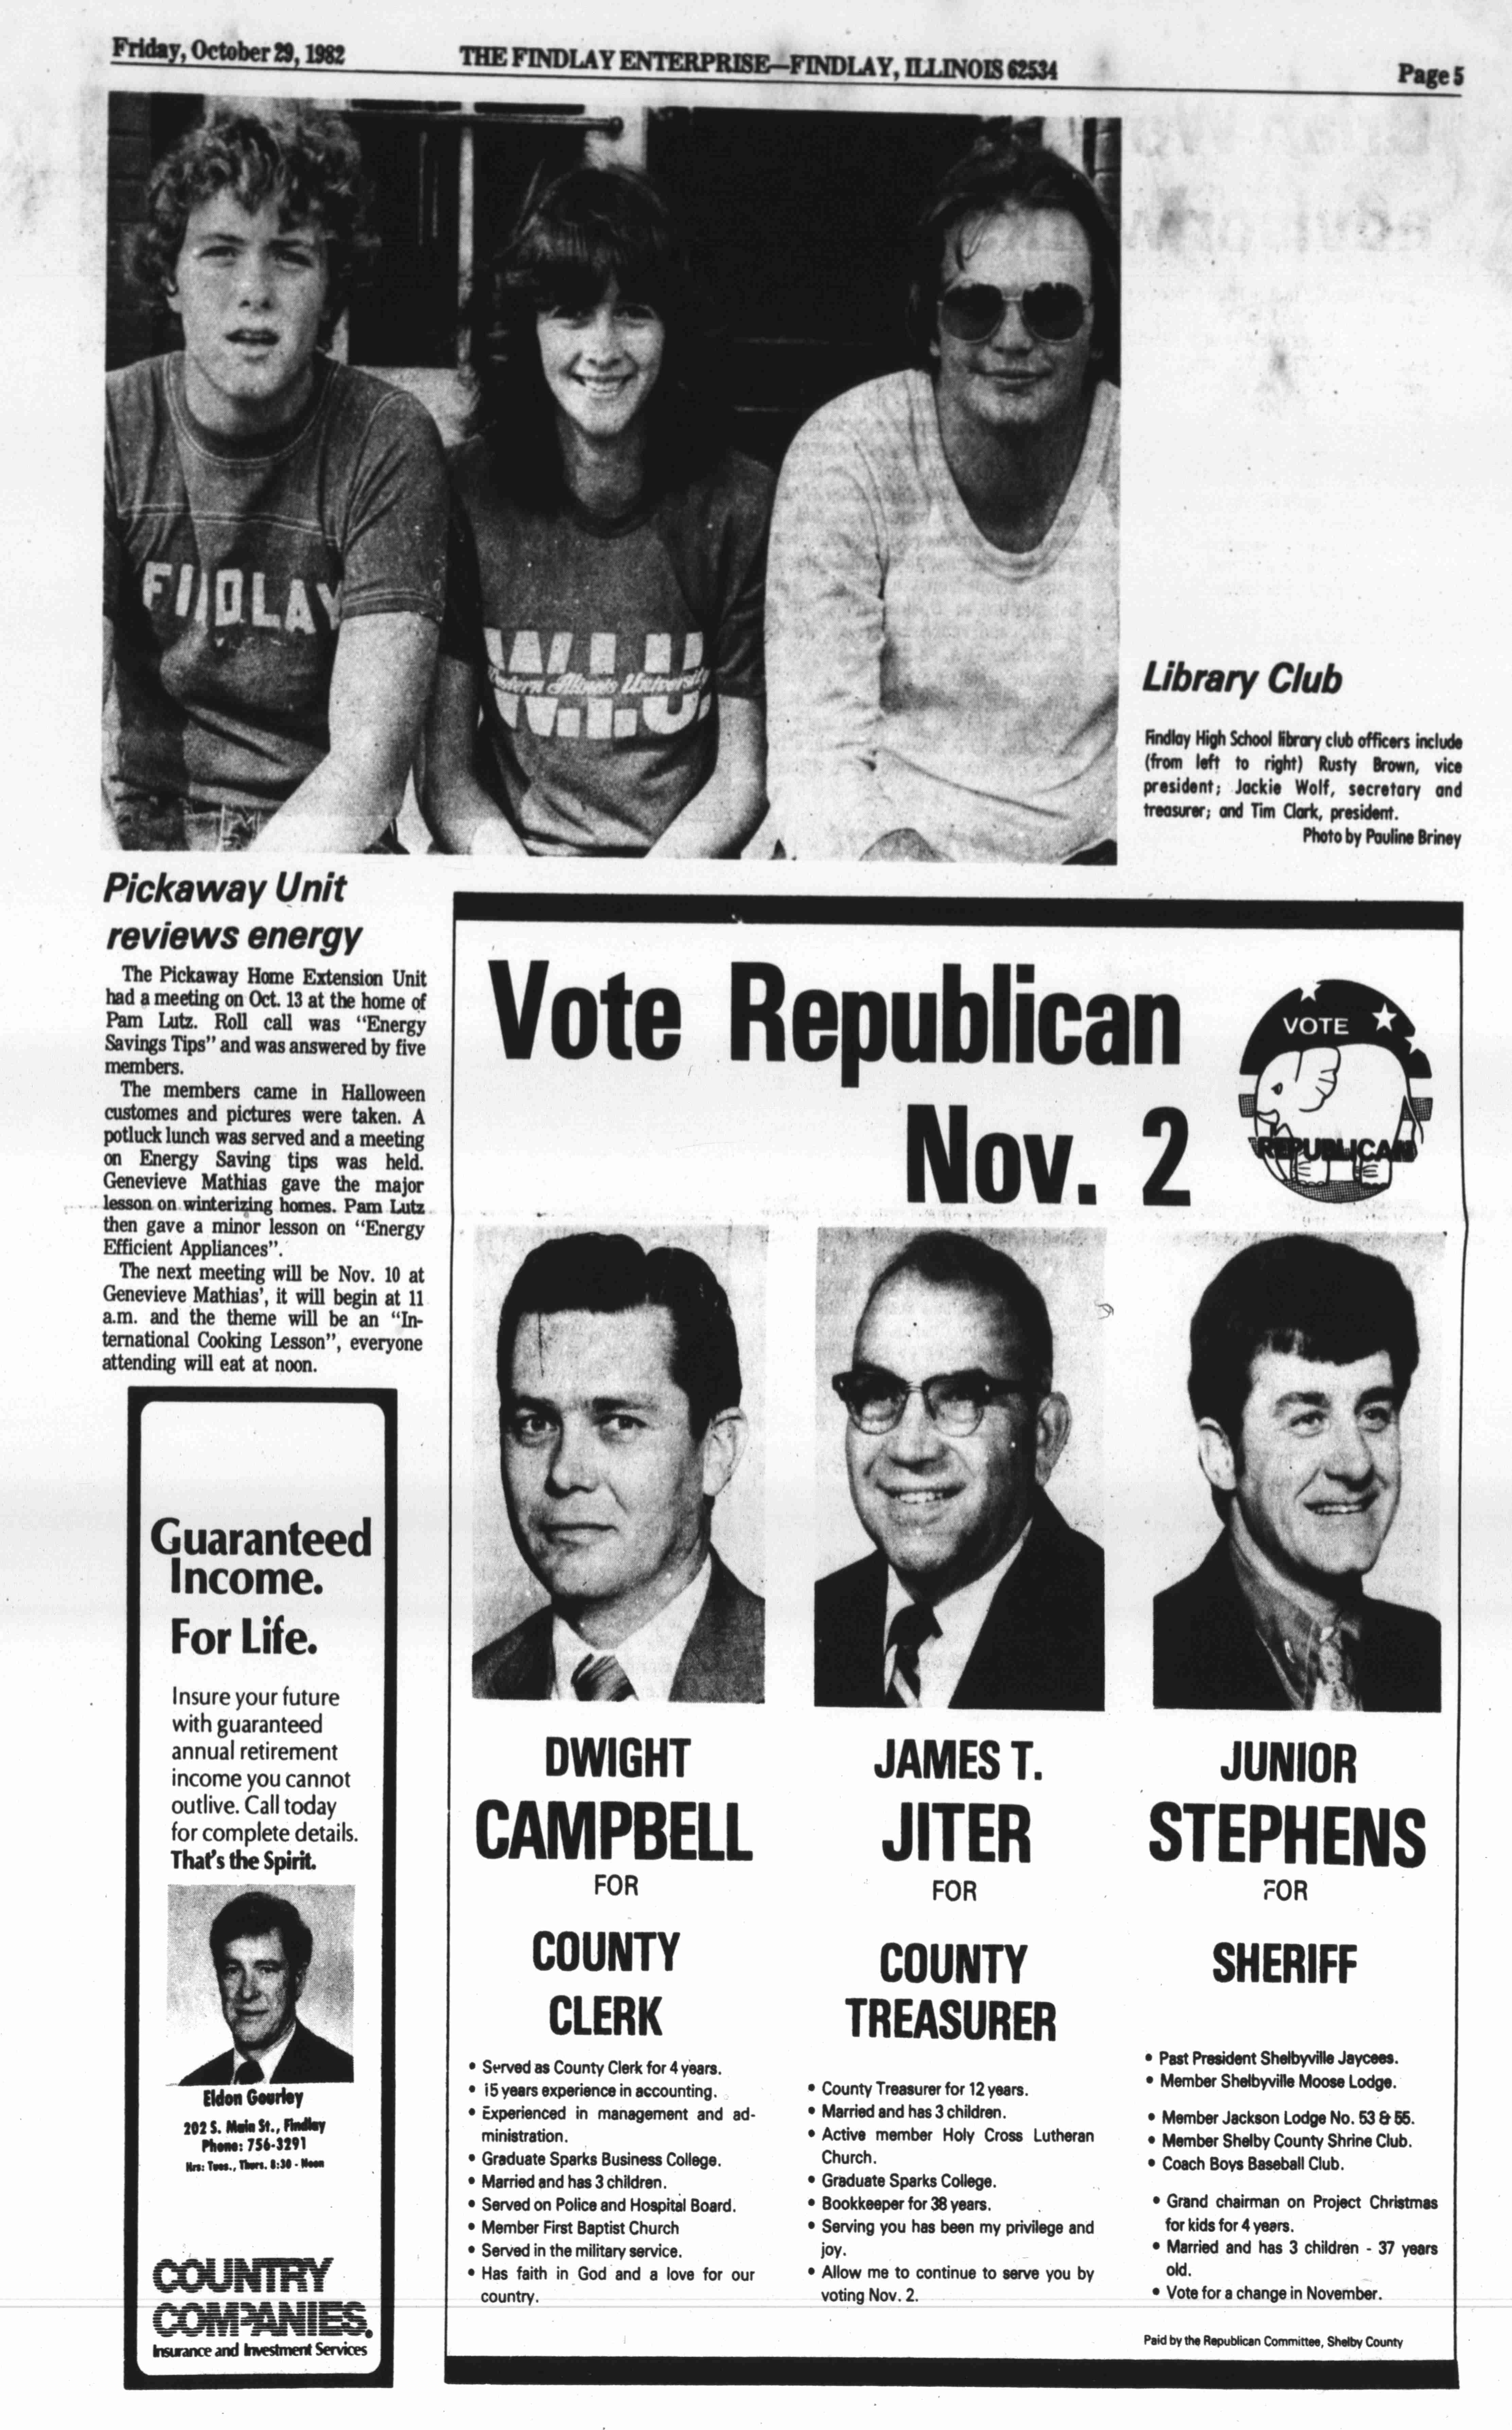 Friday, October 29, 1982
THE FINDLAY ENTERPRISE—FINDLAY, ILLINOIS 62534
Page 5
FINDLAY
W.I.U.
Western Illinois University
Library Club
Findlay High School library club officers include
(from left to right) Rusty Brown, vice
president; Jackie Wolf, secretary and
treasurer; and Tim Clark, president.
Photo by Pauline Briney
Pickaway Unit
reviews energy
The Pickaway Home Extension Unit
had a meeting on Oct. 13 at the home of
Pam Lutz. Roll call was "Energy
Savings Tips" and was answered by five
members.
The members came in Halloween
customes and pictures were taken. A
potluck lunch was served and a meeting
on Energy Saving tips was held.
Genevieve Mathias gave the major
lesson on winterizing homes. Pam Lutz
then gave a minor lesson on "Energy
Efficient Appliances".
The next meeting will be Nov. 10 at
Genevieve Mathias', it will begin at 11
a.m. and the theme will be an "In-
ternational Cooking Lesson", everyone
attending will eat at noon.
Guaranteed
Income.
For Life.
Insure your future
with guaranteed
annual retirement
income you cannot
outlive. Call today
for complete details.
That's the Spirit.
Eldon Gourley
202 S. Main St., Findlay
Phone: 756-3291
Hrs: Tues., Thurs. 8:30 - Noon
COUNTRY
COMPANIES.
Insurance and Investment Services
Vote Republican
Nov. 2
VOTE
REPUBLICAN
DWIGHT
CAMPBELL
FOR
COUNTY
CLERK
• Served as County Clerk for 4 years.
• 15 years experience in accounting.
• Experienced in management and ad-
ministration.
• Graduate Sparks Business College.
• Married and has 3 children.
• Served on Police and Hospital Board.
• Member First Baptist Church
• Served in the military service.
• Has faith in God and a love for our
country.
JAMES T.
JITER
FOR
COUNTY
TREASURER
• County Treasurer for 12 years.
• Married and has 3 children.
• Active member Holy Cross Lutheran
Church.
• Graduate Sparks College.
• Bookkeeper for 38 years.
• Serving you has been my privilege and
joy.
• Allow me to continue to serve you by
voting Nov. 2.
JUNIOR
STEPHENS
FOR
SHERIFF
• Past President Shelbyville Jaycees.
• Member Shelbyville Moose Lodge.
• Member Jackson Lodge No. 53 & 55.
• Member Shelby County Shrine Club.
• Coach Boys Baseball Club.
• Grand chairman on Project Christmas
for kids for 4 years.
• Married and has 3 children - 37 years
old.
• Vote for a change in November.
Paid by the Republican Committee, Shelby County